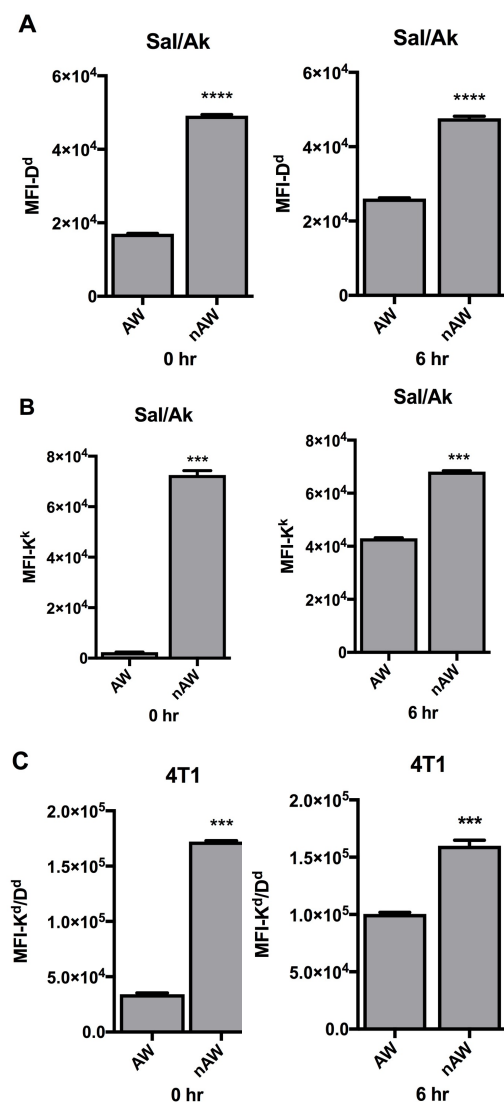 A
Sal/Ak
6×10⁴
4×10⁴
2×10⁴
0
MFI-Dᵈ
****
AW
nAW
0 hr
Sal/Ak
6×10⁴
4×10⁴
2×10⁴
0
MFI-Dᵈ
****
AW
nAW
6 hr
B
Sal/Ak
8×10⁴
6×10⁴
4×10⁴
2×10⁴
0
MFI-Kᵏ
***
AW
nAW
0 hr
Sal/Ak
8×10⁴
6×10⁴
4×10⁴
2×10⁴
0
MFI-Kᵏ
***
AW
nAW
6 hr
C
4T1
2.0×10⁵
1.5×10⁵
1.0×10⁵
5.0×10⁴
0.0
MFI-Kᵈ/Dᵈ
***
AW
nAW
0 hr
4T1
2.0×10⁵
1.5×10⁵
1.0×10⁵
5.0×10⁴
0.0
MFI-Kᵈ/Dᵈ
***
AW
nAW
6 hr